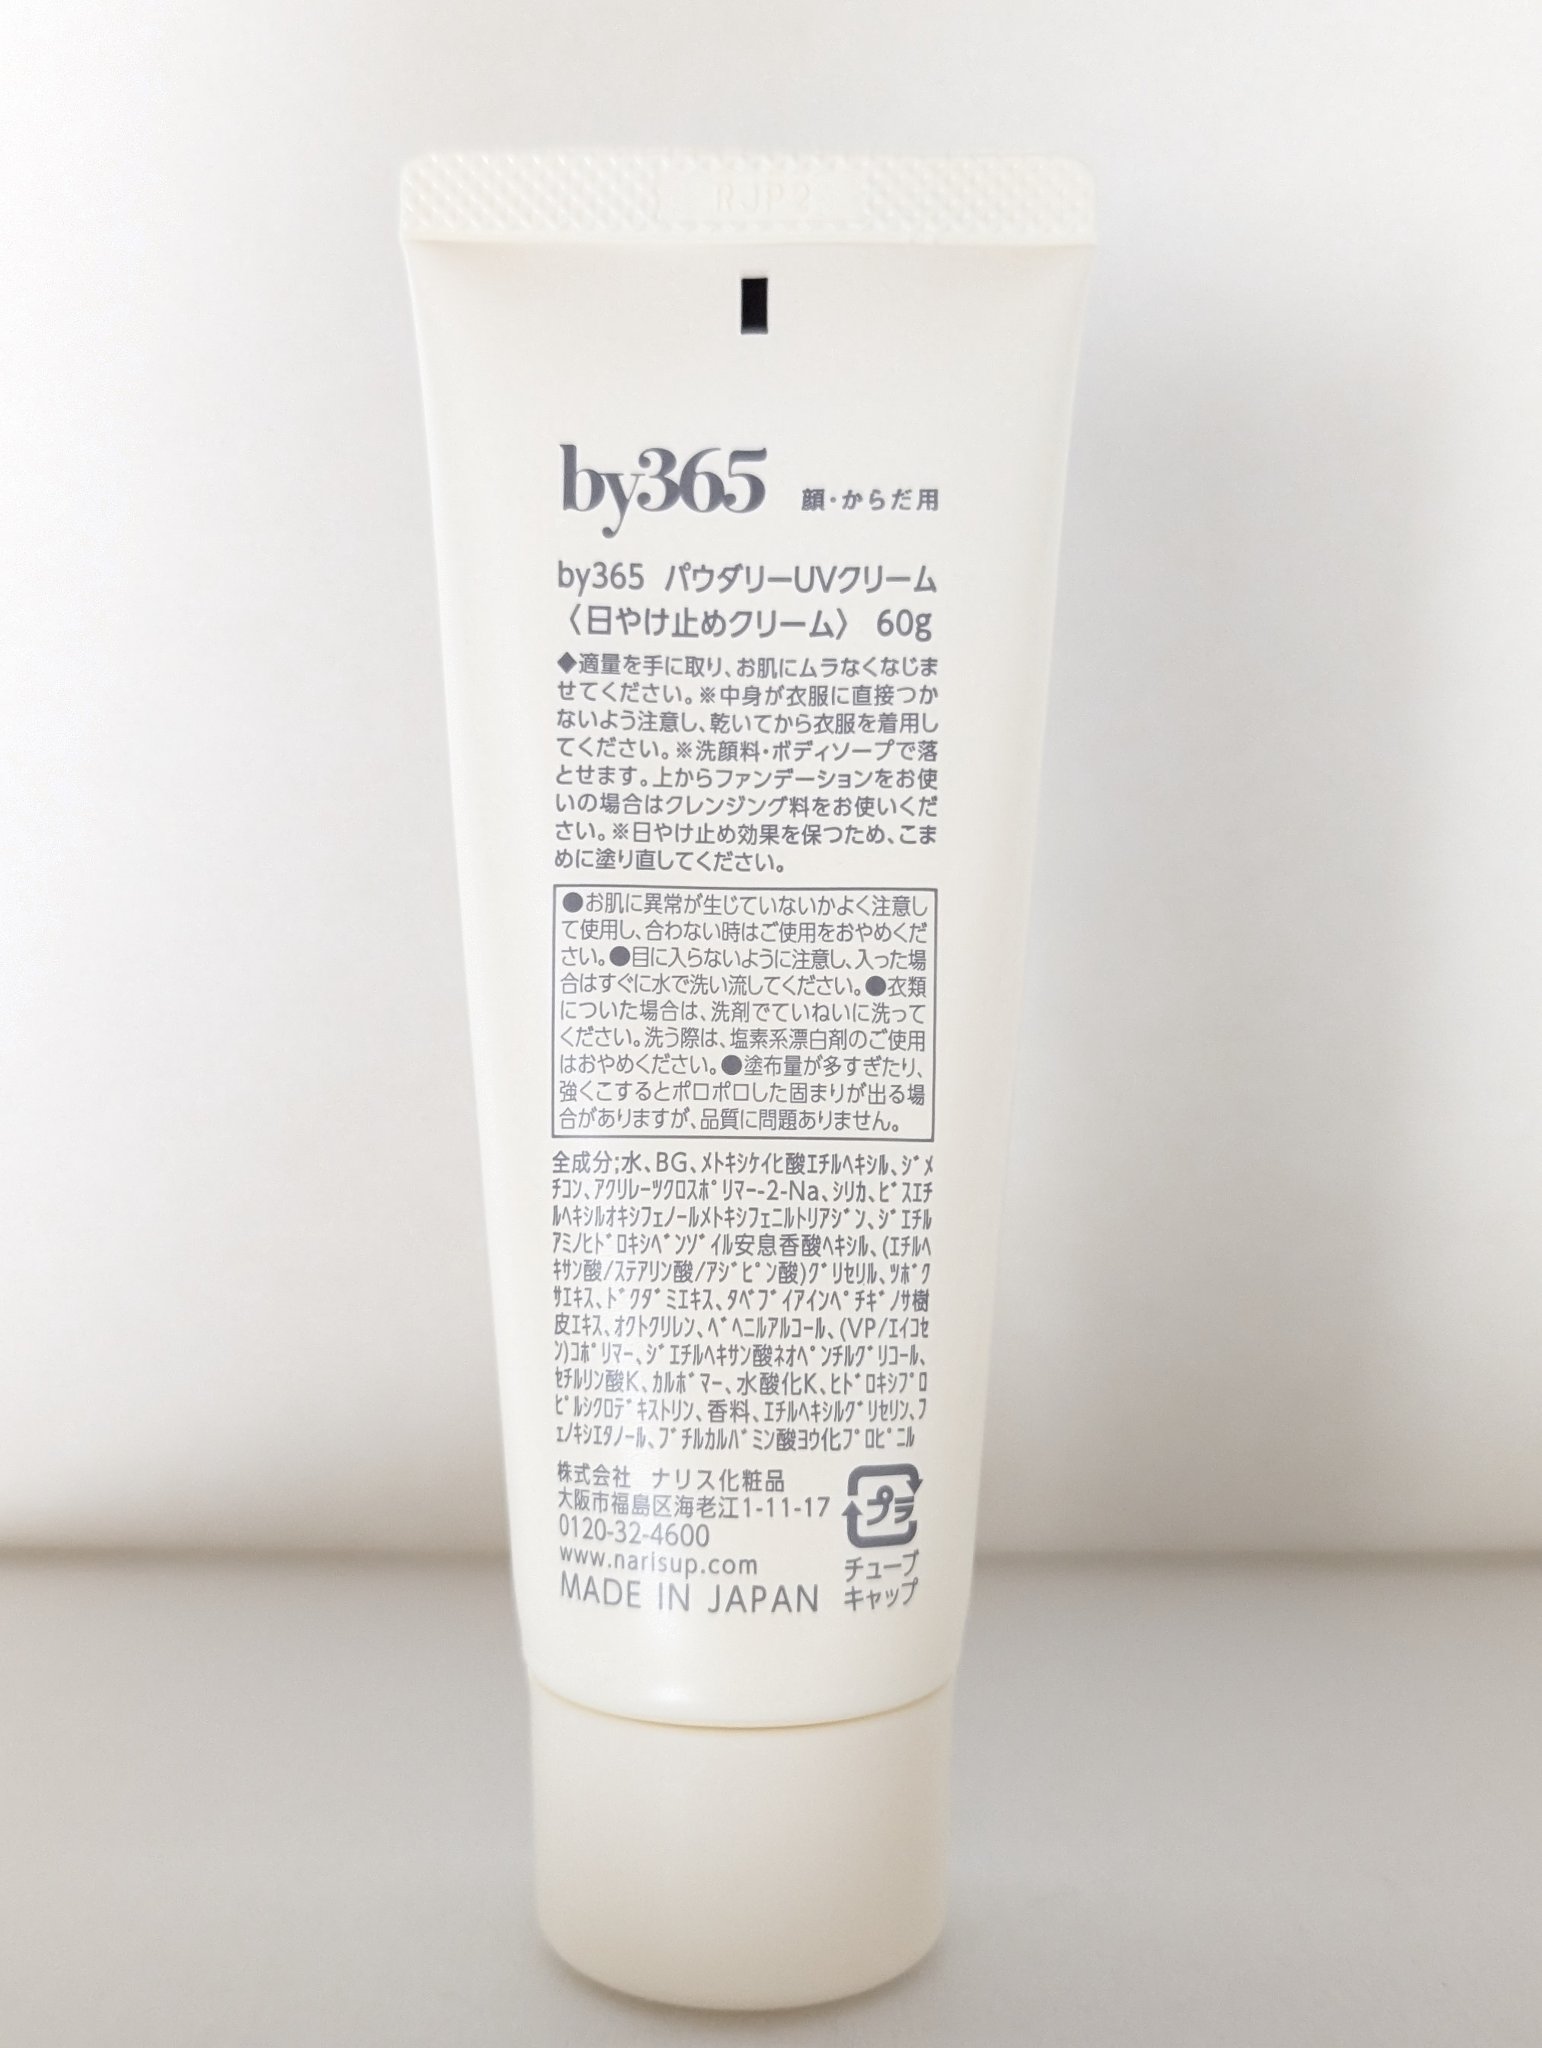 RJP2
by365 顔・からだ用
by365 パウダリーUVクリーム
〈日やけ止めクリーム〉 60g
◆適量を手に取り、お肌にムラなくなじま
せてください。※中身が衣服に直接つか
ないよう注意し、乾いてから衣服を着用し
てください。※洗顔料・ボディソープで落
とせます。上からファンデーションをお使
いの場合はクレンジング料をお使いくだ
さい。※日やけ止め効果を保つため、こま
めに塗り直してください。
●お肌に異常が生じていないかよく注意し
て使用し、合わない時はご使用をおやめくだ
さい。●目に入らないように注意し、入った場
合はすぐに水で洗い流してください。●衣類
についた場合は、洗剤でていねいに洗って
ください。洗う際は、塩素系漂白剤のご使用
はおやめください。●塗布量が多すぎたり、
強くこするとポロポロした固まりが出る場
合がありますが、品質に問題ありません。
全成分;水、BG、ﾒﾄｷｼｹｲﾋ酸ｴﾁﾙﾍｷｼﾙ、ｼﾞﾒ
ﾁｺﾝ、ｱｸﾘﾚｰﾂｸﾛｽﾎﾟﾘﾏｰ-2-Na、ｼﾘｶ、ﾋﾞｽｴﾁ
ﾙﾍｷｼﾙｵｷｼﾌｪﾉｰﾙﾒﾄｷｼﾌｪﾆﾙﾄﾘｱｼﾞﾝ、ｼﾞｴﾁﾙ
ｱﾐﾉﾋﾄﾞﾛｷｼﾍﾞﾝｿﾞｲﾙ安息香酸ﾍｷｼﾙ、(ｴﾁﾙﾍ
ｷｻﾝ酸/ｽﾃｱﾘﾝ酸/ｱｼﾞﾋﾟﾝ酸)ｸﾞﾘｾﾘﾙ、ﾂﾎﾞｸ
ｻｴｷｽ、ﾄﾞｸﾀﾞﾐｴｷｽ、ﾀﾍﾞﾌﾞｲｱｲﾝﾍﾟﾁｷﾞﾉｻ樹
皮ｴｷｽ、ｵｸﾄｸﾘﾚﾝ、ﾍﾞﾍﾆﾙｱﾙｺｰﾙ、(VP/ｴｲｺｾ
ﾝ)ｺﾎﾟﾘﾏｰ、ｼﾞｴﾁﾙﾍｷｻﾝ酸ﾈｵﾍﾟﾝﾁﾙｸﾞﾘｺｰﾙ、
ｾﾁﾙﾘﾝ酸K、ｶﾙﾎﾞﾏｰ、水酸化K、ﾋﾄﾞﾛｷｼﾌﾟﾛ
ﾋﾟﾙｼｸﾛﾃﾞｷｽﾄﾘﾝ、香料、ｴﾁﾙﾍｷｼﾙｸﾞﾘｾﾘﾝ、ﾌ
ｪﾉｷｼｴﾀﾉｰﾙ、ﾌﾞﾁﾙｶﾙﾊﾞﾐﾝ酸ﾖｳ化ﾌﾟﾛﾋﾟﾆﾙ
株式会社 ナリス化粧品
大阪市福島区海老江1-11-17
0120-32-4600
www.narisup.com
MADE IN JAPAN
プラ
チューブ
キャップ